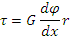 τ = G dφ/dx r